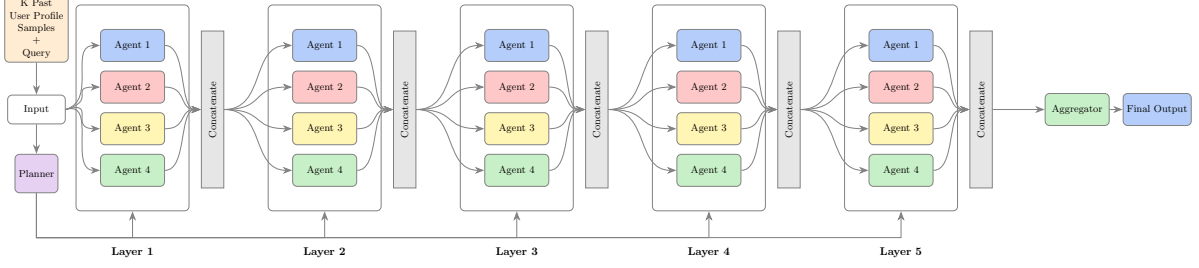 K Past
User Profile
Samples
+
Query
Input
Planner
Agent 1
Agent 2
Agent 3
Agent 4
Concatenate
Layer 1
Agent 1
Agent 2
Agent 3
Agent 4
Concatenate
Layer 2
Agent 1
Agent 2
Agent 3
Agent 4
Concatenate
Layer 3
Agent 1
Agent 2
Agent 3
Agent 4
Concatenate
Layer 4
Agent 1
Agent 2
Agent 3
Agent 4
Concatenate
Layer 5
Aggregator
Final Output